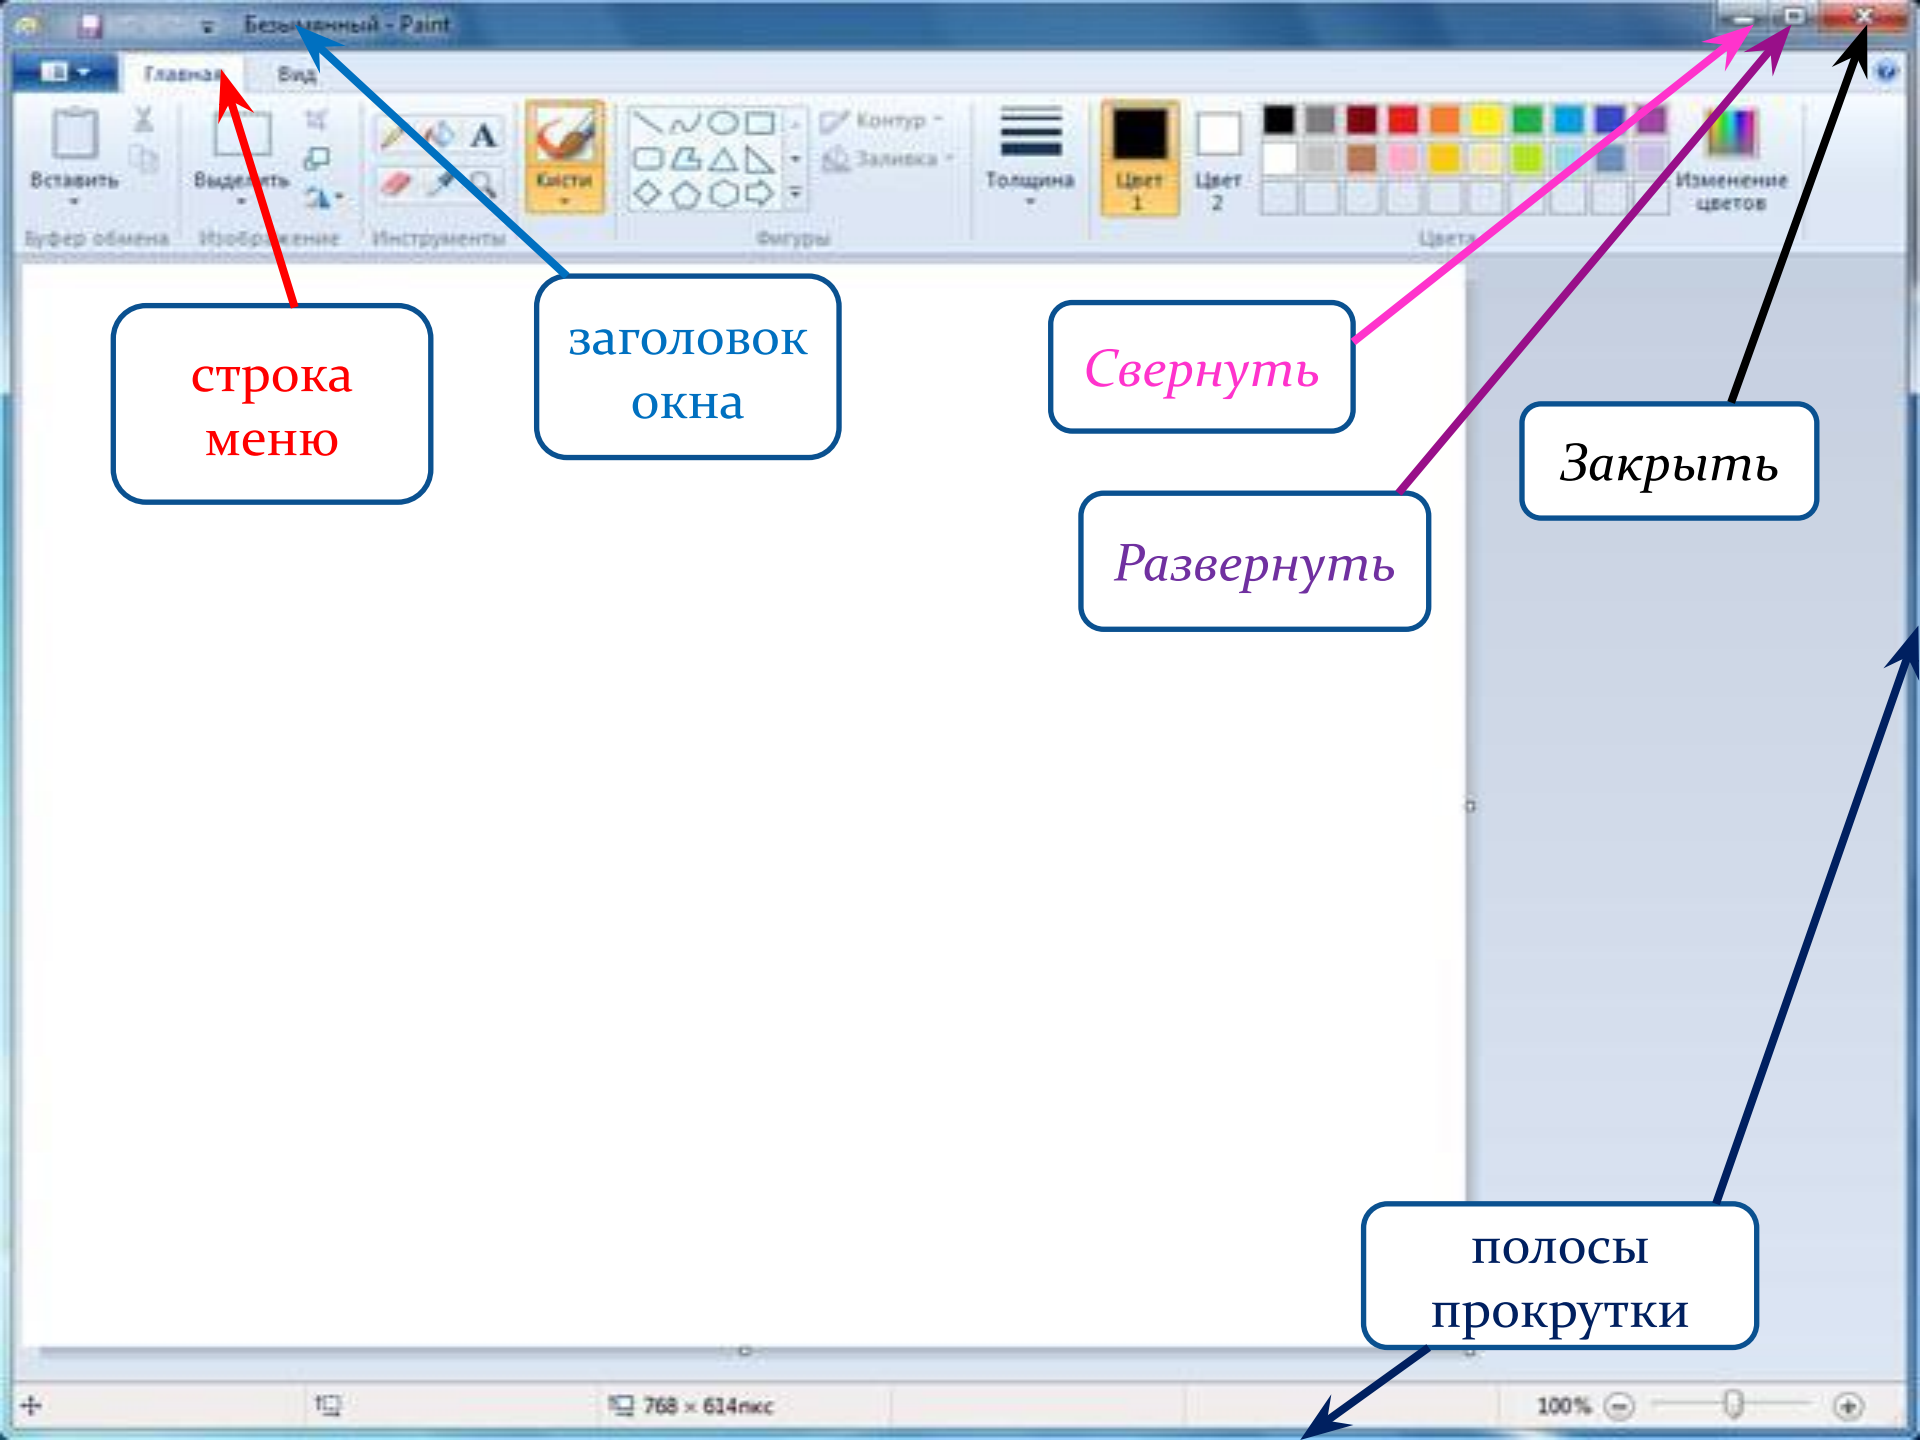 Безымянный - Paint
Главная Вид
Вставить
Выделить
A
Кисти
Контур
Заливка
Толщина
Цвет
1
Цвет
2
Изменение
цветов
Буфер обмена
Изображение
Инструменты
Фигуры
Цвета
строка
меню
заголовок
окна
Свернуть
Развернуть
Закрыть
полосы
прокрутки
768 × 614пкс
100%